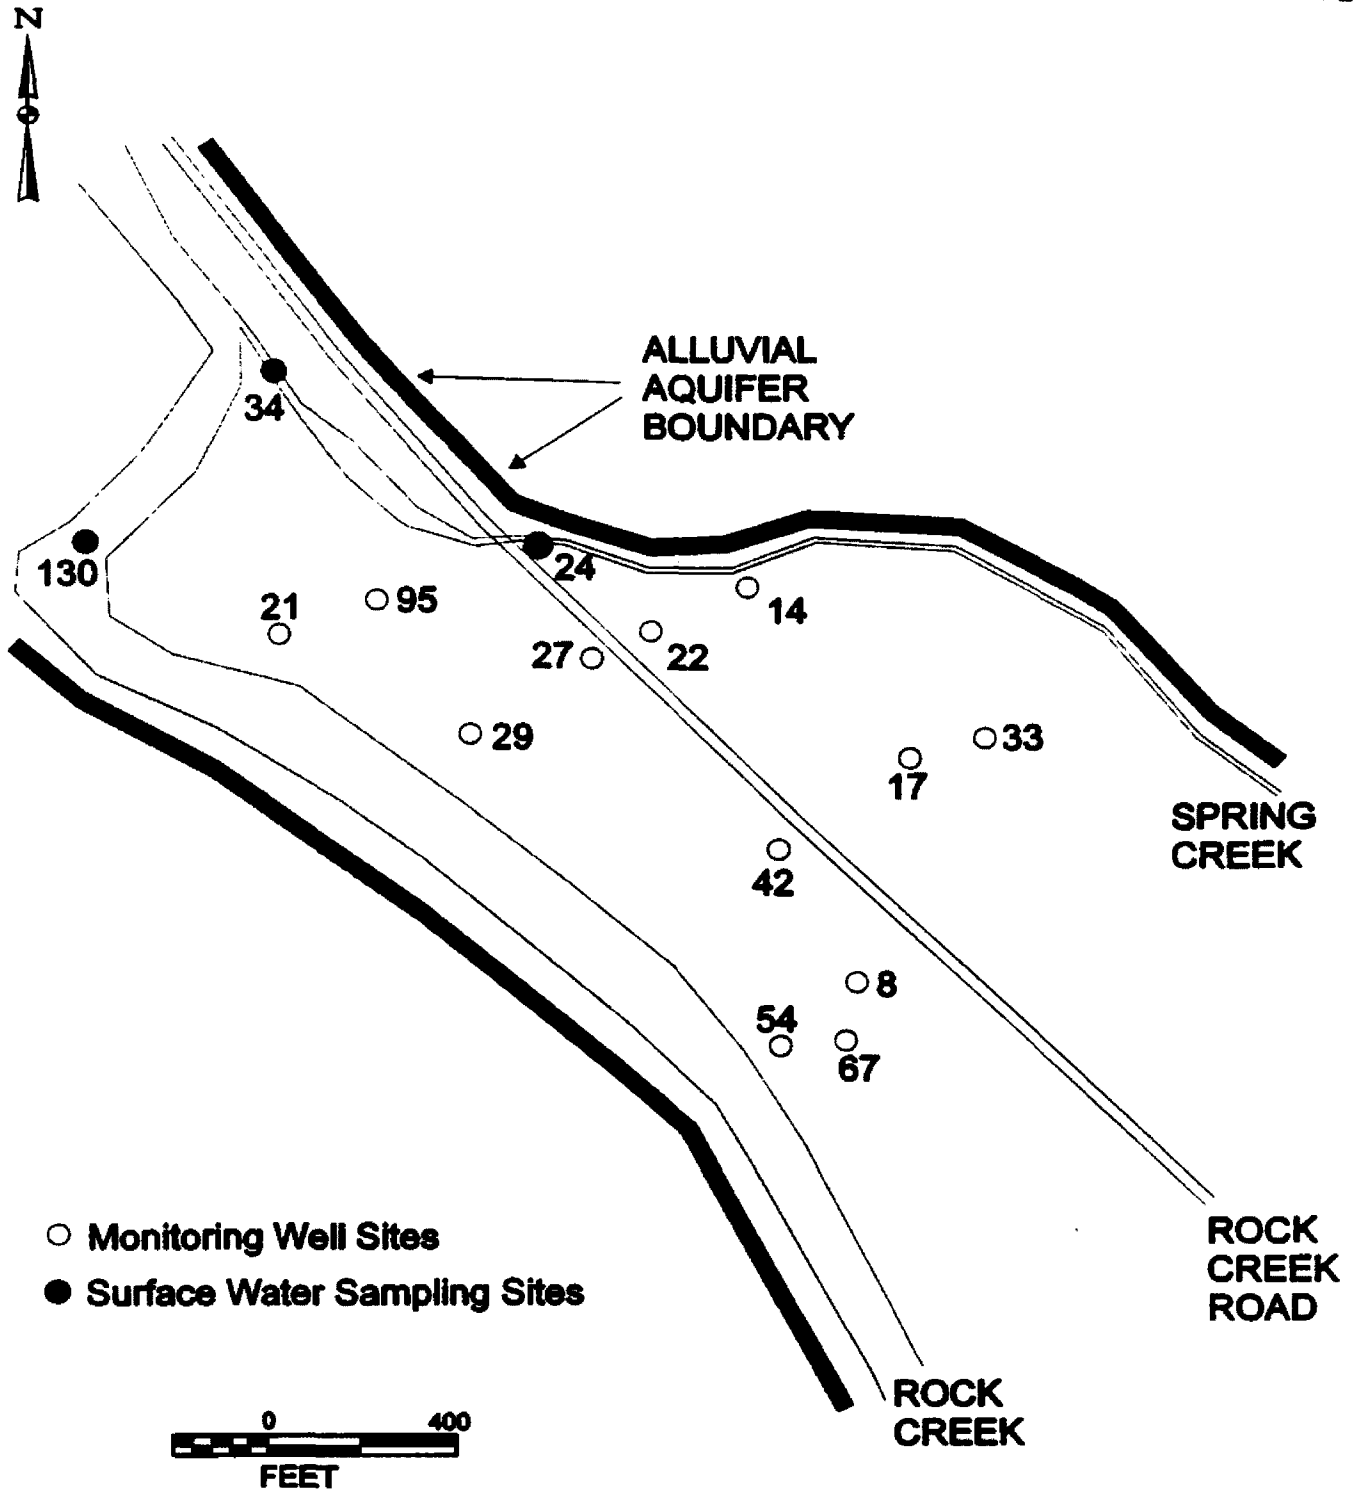 N
ALLUVIAL
AQUIFER
BOUNDARY
34
130
24
95
21
14
22
27
29
33
17
SPRING
CREEK
42
8
54
67
Monitoring Well Sites
Surface Water Sampling Sites
ROCK
CREEK
ROAD
ROCK
CREEK
0 400
FEET